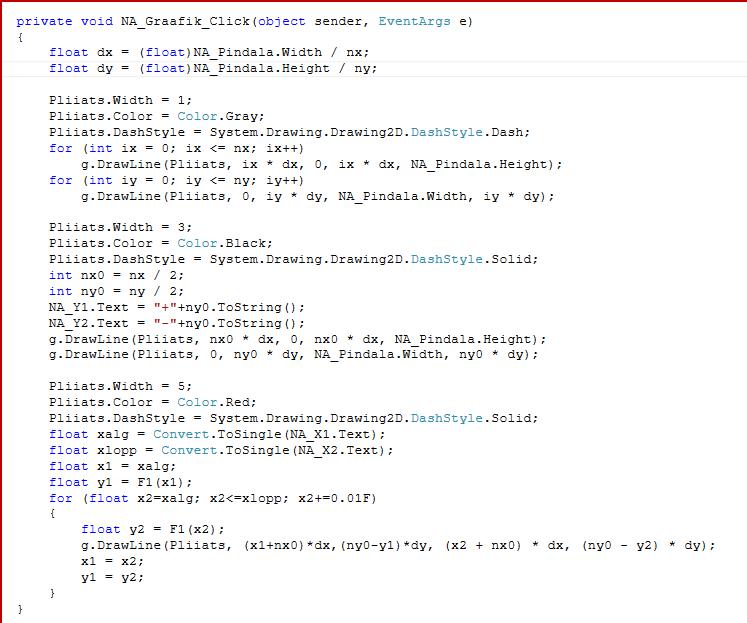 private void NA_Graafik_Click(object sender, EventArgs e)
{
    float dx = (float)NA_Pindala.Width / nx;
    float dy = (float)NA_Pindala.Height / ny;

    Pliiats.Width = 1;
    Pliiats.Color = Color.Gray;
    Pliiats.DashStyle = System.Drawing.Drawing2D.DashStyle.Dash;
    for (int ix = 0; ix <= nx; ix++)
        g.DrawLine(Pliiats, ix * dx, 0, ix * dx, NA_Pindala.Height);
    for (int iy = 0; iy <= ny; iy++)
        g.DrawLine(Pliiats, 0, iy * dy, NA_Pindala.Width, iy * dy);

    Pliiats.Width = 3;
    Pliiats.Color = Color.Black;
    Pliiats.DashStyle = System.Drawing.Drawing2D.DashStyle.Solid;
    int nx0 = nx / 2;
    int ny0 = ny / 2;
    NA_Y1.Text = "+"+ny0.ToString();
    NA_Y2.Text = "-"+ny0.ToString();
    g.DrawLine(Pliiats, nx0 * dx, 0, nx0 * dx, NA_Pindala.Height);
    g.DrawLine(Pliiats, 0, ny0 * dy, NA_Pindala.Width, ny0 * dy);

    Pliiats.Width = 5;
    Pliiats.Color = Color.Red;
    Pliiats.DashStyle = System.Drawing.Drawing2D.DashStyle.Solid;
    float xalg = Convert.ToSingle(NA_X1.Text);
    float xlopp = Convert.ToSingle(NA_X2.Text);
    float x1 = xalg;
    float y1 = F1(x1);
    for (float x2=xalg; x2<=xlopp; x2+=0.01F)
    {
        float y2 = F1(x2);
        g.DrawLine(Pliiats, (x1+nx0)*dx,(ny0-y1)*dy, (x2 + nx0) * dx, (ny0 - y2) * dy);
        x1 = x2;
        y1 = y2;
    }
}